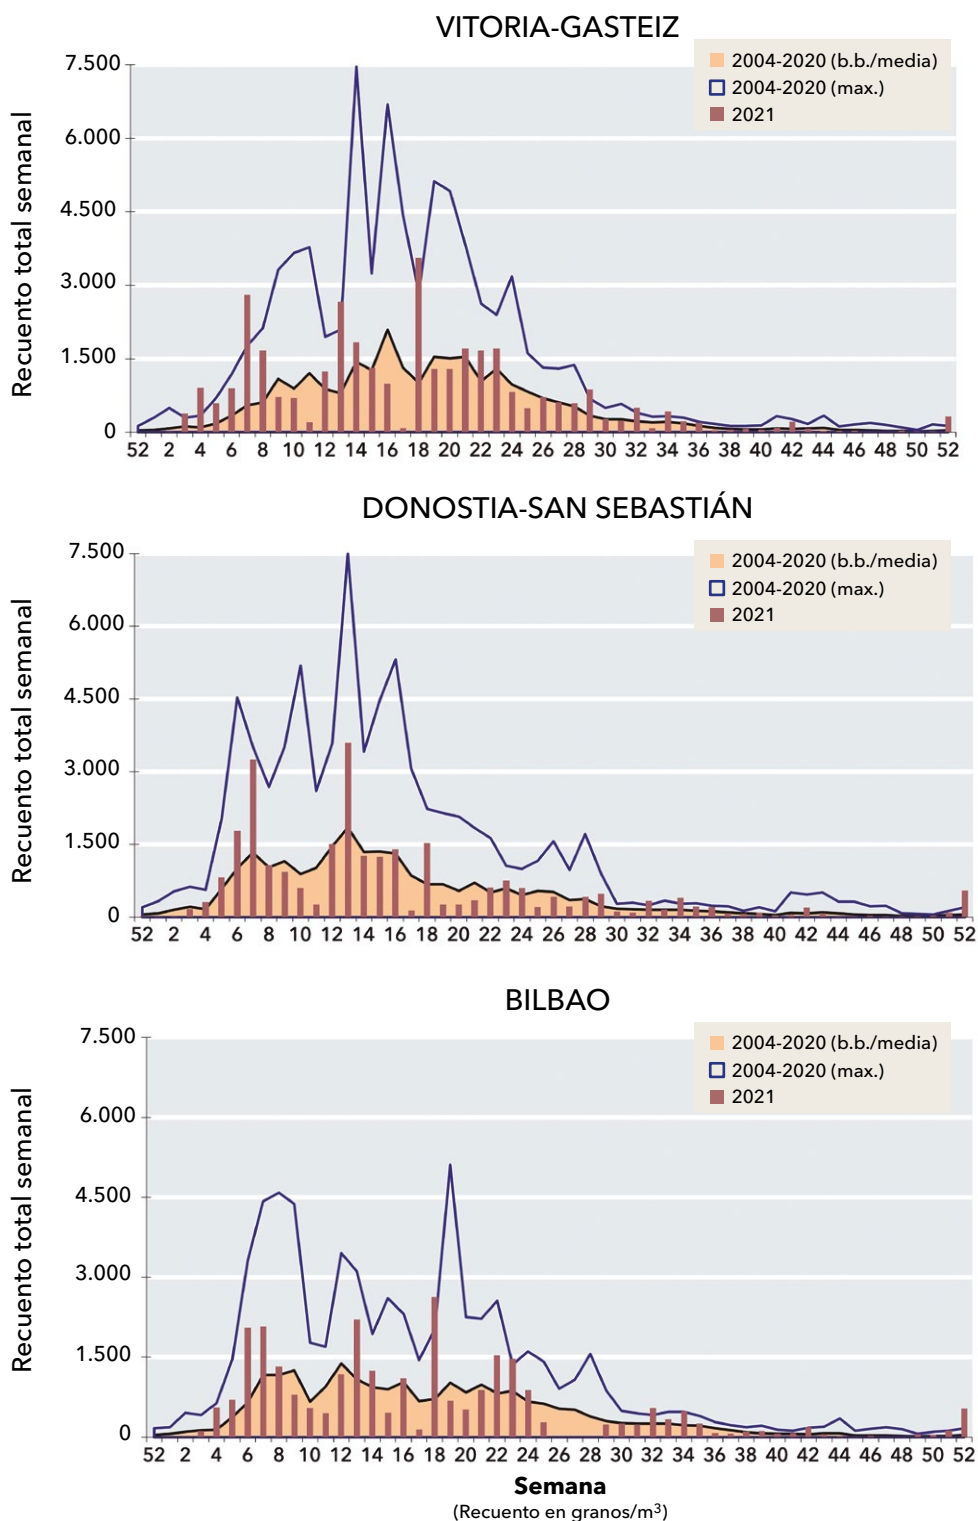 VITORIA-GASTEIZ
Recuento total semanal
7.500
6.000
4.500
3.000
1.500
0
2004-2020 (b.b./media)
2004-2020 (max.)
2021
52 2 4 6 8 10 12 14 16 18 20 22 24 26 28 30 32 34 36 38 40 42 44 46 48 50 52
DONOSTIA-SAN SEBASTIÁN
Recuento total semanal
7.500
6.000
4.500
3.000
1.500
0
2004-2020 (b.b./media)
2004-2020 (max.)
2021
52 2 4 6 8 10 12 14 16 18 20 22 24 26 28 30 32 34 36 38 40 42 44 46 48 50 52
BILBAO
Recuento total semanal
7.500
6.000
4.500
3.000
1.500
0
2004-2020 (b.b./media)
2004-2020 (max.)
2021
52 2 4 6 8 10 12 14 16 18 20 22 24 26 28 30 32 34 36 38 40 42 44 46 48 50 52
Semana
(Recuento en granos/m³)